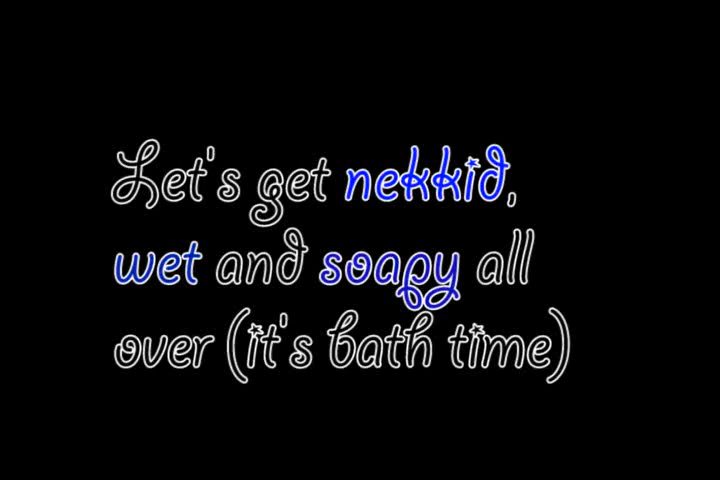 Let's get nekkid,
wet and soapy all
over (it's bath time)